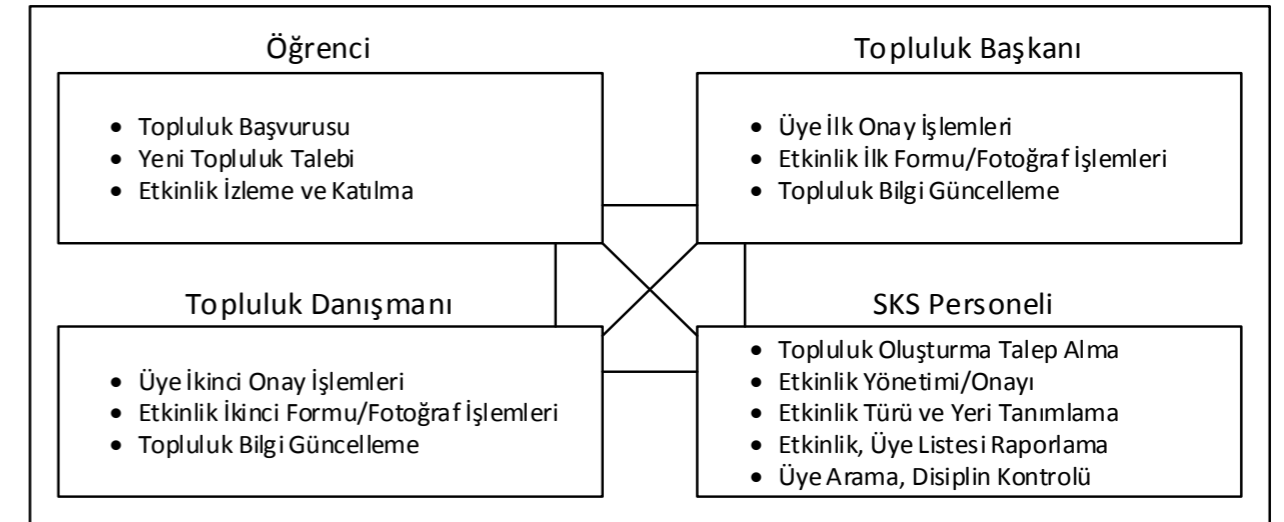 Öğrenci
• Topluluk Başvurusu
• Yeni Topluluk Talebi
• Etkinlik İzleme ve Katılma
Topluluk Başkanı
• Üye İlk Onay İşlemleri
• Etkinlik İlk Formu/Fotoğraf İşlemleri
• Topluluk Bilgi Güncelleme
Topluluk Danışmanı
• Üye İkinci Onay İşlemleri
• Etkinlik İkinci Formu/Fotoğraf İşlemleri
• Topluluk Bilgi Güncelleme
SKS Personeli
• Topluluk Oluşturma Talep Alma
• Etkinlik Yönetimi/Onayı
• Etkinlik Türü ve Yeri Tanımlama
• Etkinlik, Üye Listesi Raporlama
• Üye Arama, Disiplin Kontrolü